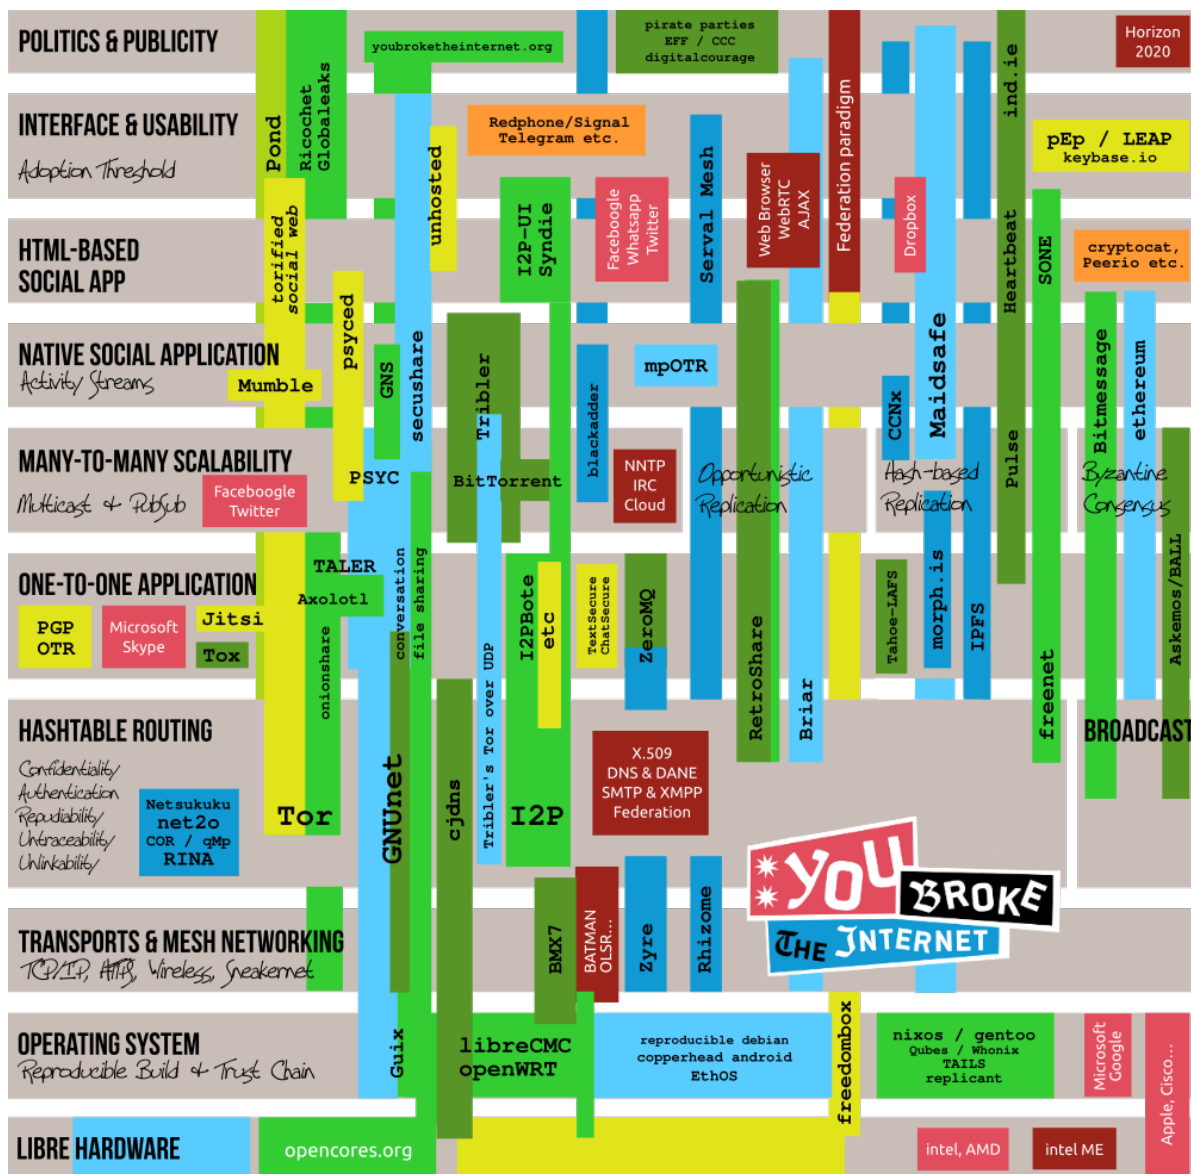 POLITICS & PUBLICITY
youbroketheinternet.org
pirate parties
EFF / CCC
digitalcourage
Horizon
2020
INTERFACE & USABILITY
Adoption Threshold
Pond
Ricochet
Globaleaks
unhosted
Redphone/Signal
Telegram etc.
Serval Mesh
Web Browser
WebRTC
AJAX
Federation paradigm
Dropbox
ind.ie
pEp / LEAP
keybase.io
HTML-BASED
SOCIAL APP
torified
social web
I2P-UI
Syndie
Faceboogle
Whatsapp
Twitter
Heartbeat
SONE
cryptocat,
Peerio etc.
NATIVE SOCIAL APPLICATION
Activity Streams
Mumble
psyced
GNS
secushare
Tribler
blackadder
mpOTR
CCNx
Maidsafe
Bitmessage
ethereum
MANY-TO-MANY SCALABILITY
Multicast & PubSub
Faceboogle
Twitter
PSYC
BitTorrent
NNTP
IRC
Cloud
Opportunistic
Replication
Hash-based
Replication
Pulse
Byzantine
Consensus
ONE-TO-ONE APPLICATION
PGP
OTR
Microsoft
Skype
Jitsi
Tox
TALER
Axolotl
onionshare
conversation
file sharing
Tribler's Tor over UDP
I2PBote
etc
TextSecure
ChatSecure
ZeroMQ
RetroShare
Briar
Tahoe-LAFS
morph.is
IPFS
freenet
Askemos/BALL
HASHTABLE ROUTING
Confidentiality
Authentication
Repudiability
Untraceability
Unlinkability
Netsukuku
net2o
COR / qMp
RINA
Tor
GNUnet
cjdns
I2P
X.509
DNS & DANE
SMTP & XMPP
Federation
BROADCAST
YOU
BROKE
THE INTERNET
TRANSPORTS & MESH NETWORKING
TCP/IP, HTTPS, Wireless, Sneakernet
BMX7
BATMAN
OLSR...
Zyre
Rhizome
OPERATING SYSTEM
Reproducible Build & Trust Chain
Guix
libreCMC
openWRT
reproducible debian
copperhead android
EthOS
freedombox
nixos / gentoo
Qubes / Whonix
TAILS
replicant
Microsoft
Google
Apple, Cisco...
LIBRE HARDWARE
opencores.org
intel, AMD
intel ME